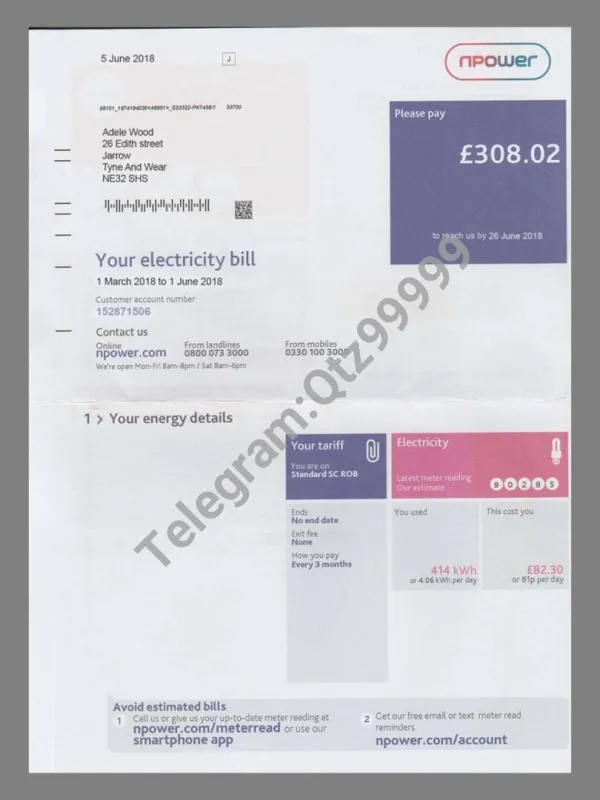 5 June 2018
J
npower
Please pay
£308.02
to reach us by 26 June 2018
Adele Wood
26 Edith street
Jarrow
Tyne And Wear
NE32 SHS
Your electricity bill
1 March 2018 to 1 June 2018
Customer account number
152871506
Contact us
Online
npower.com
From landlines
0800 073 3000
From mobiles
0330 100 3000
We're open Mon-Fri 8am-8pm / Sat 8am-6pm
Telegram:Qtz99999
1 > Your energy details
Your tariff
You are on
Standard SC ROB
Electricity
Latest meter reading
Our estimate
90285
Ends
No end date
Exit fee
None
How you pay
Every 3 months
You used
414 kWh
or 4.06 kWh per day
This cost you
£82.30
or 81p per day
Avoid estimated bills
1 Call us or give us your up-to-date meter reading at
npower.com/meterread or use our
smartphone app
2 Get our free email or text meter read
reminders.
npower.com/account